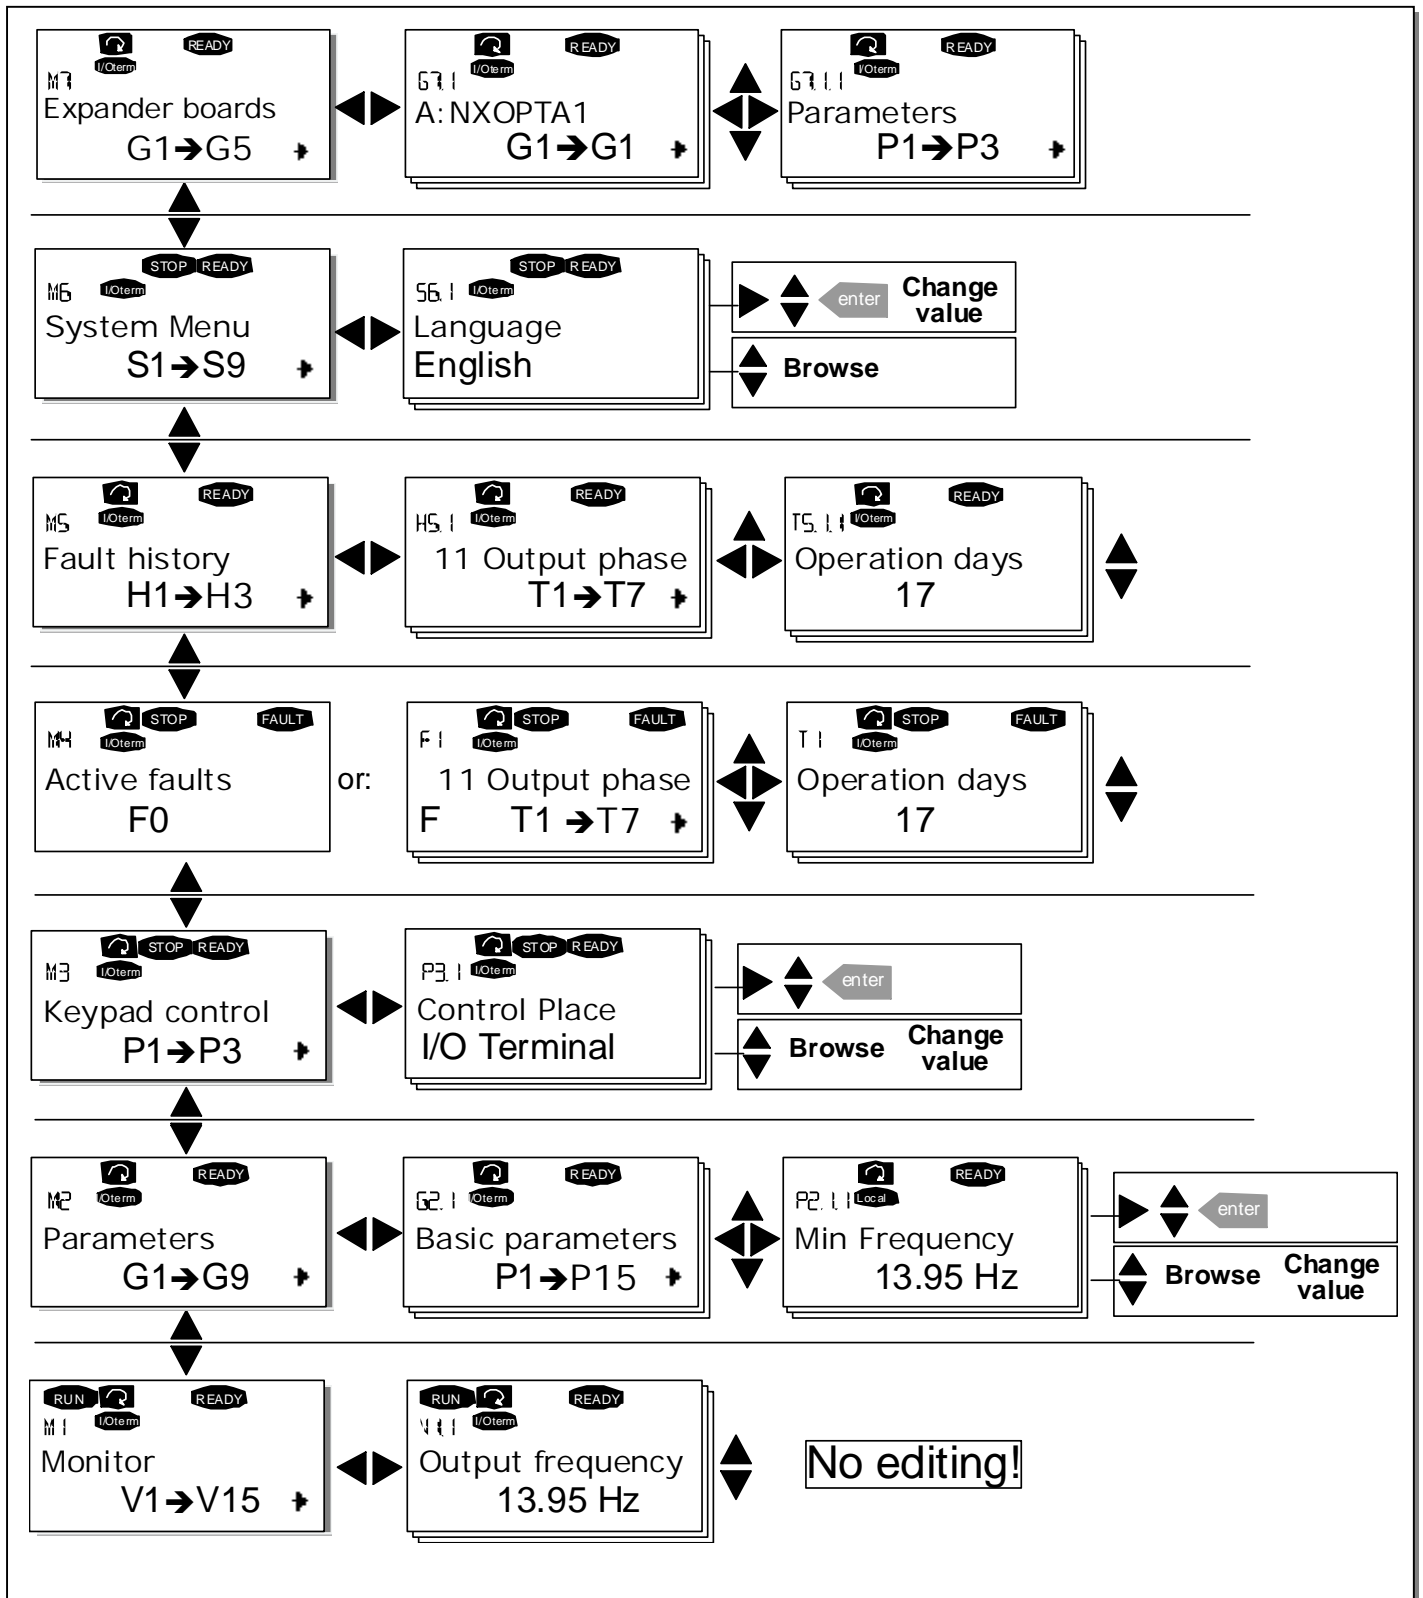 READY
I/Oterm
M7
Expander boards
G1➔G5
READY
I/Oterm
G7.1
A:NXOPTA1
G1➔G1
READY
I/Oterm
G7.1.1
Parameters
P1➔P3
STOP READY
I/Oterm
M6
System Menu
S1➔S9
STOP READY
I/Oterm
S6.1
Language
English
enter
Change
value
Browse
READY
I/Oterm
M5
Fault history
H1➔H3
READY
I/Oterm
H5.1
11 Output phase
T1➔T7
READY
I/Oterm
T5.1.1
Operation days
17
STOP FAULT
I/Oterm
M4
Active faults
F0
or:
STOP FAULT
I/Oterm
F1
11 Output phase
F T1➔T7
STOP FAULT
I/Oterm
T1
Operation days
17
STOP READY
I/Oterm
M3
Keypad control
P1➔P3
STOP READY
I/Oterm
P3.1
Control Place
I/O Terminal
enter
Browse
Change
value
READY
I/Oterm
M2
Parameters
G1➔G9
READY
I/Oterm
G2.1
Basic parameters
P1➔P15
READY
Local
P2.1.1
Min Frequency
13.95 Hz
enter
Browse
Change
value
RUN READY
I/Oterm
M1
Monitor
V1➔V15
RUN READY
I/Oterm
V1.1
Output frequency
13.95 Hz
No editing!